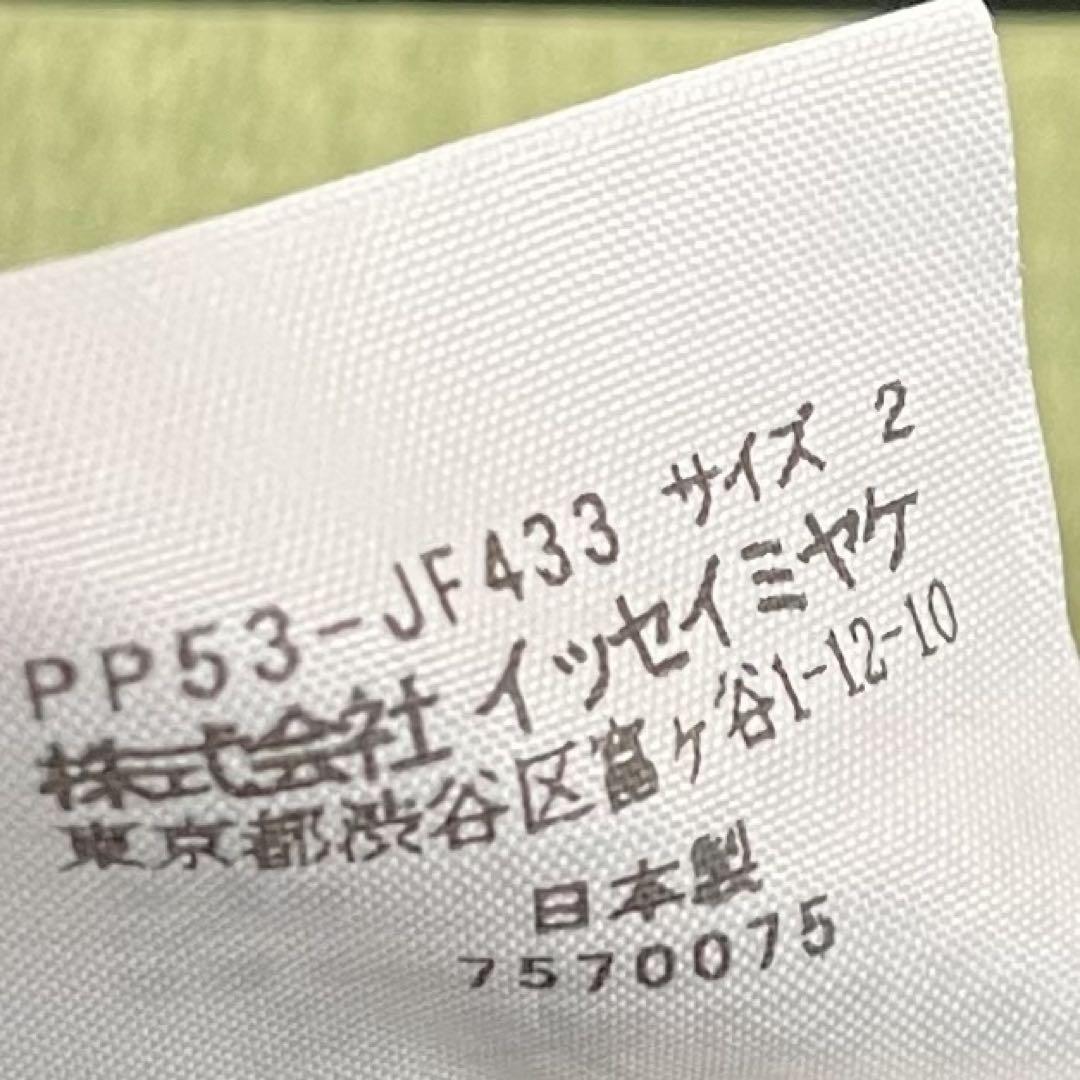 PP53-JF433 サイズ 2
株式会社 イッセイミヤケ
東京都渋谷区富ヶ谷1-12-10
日本製
7570075